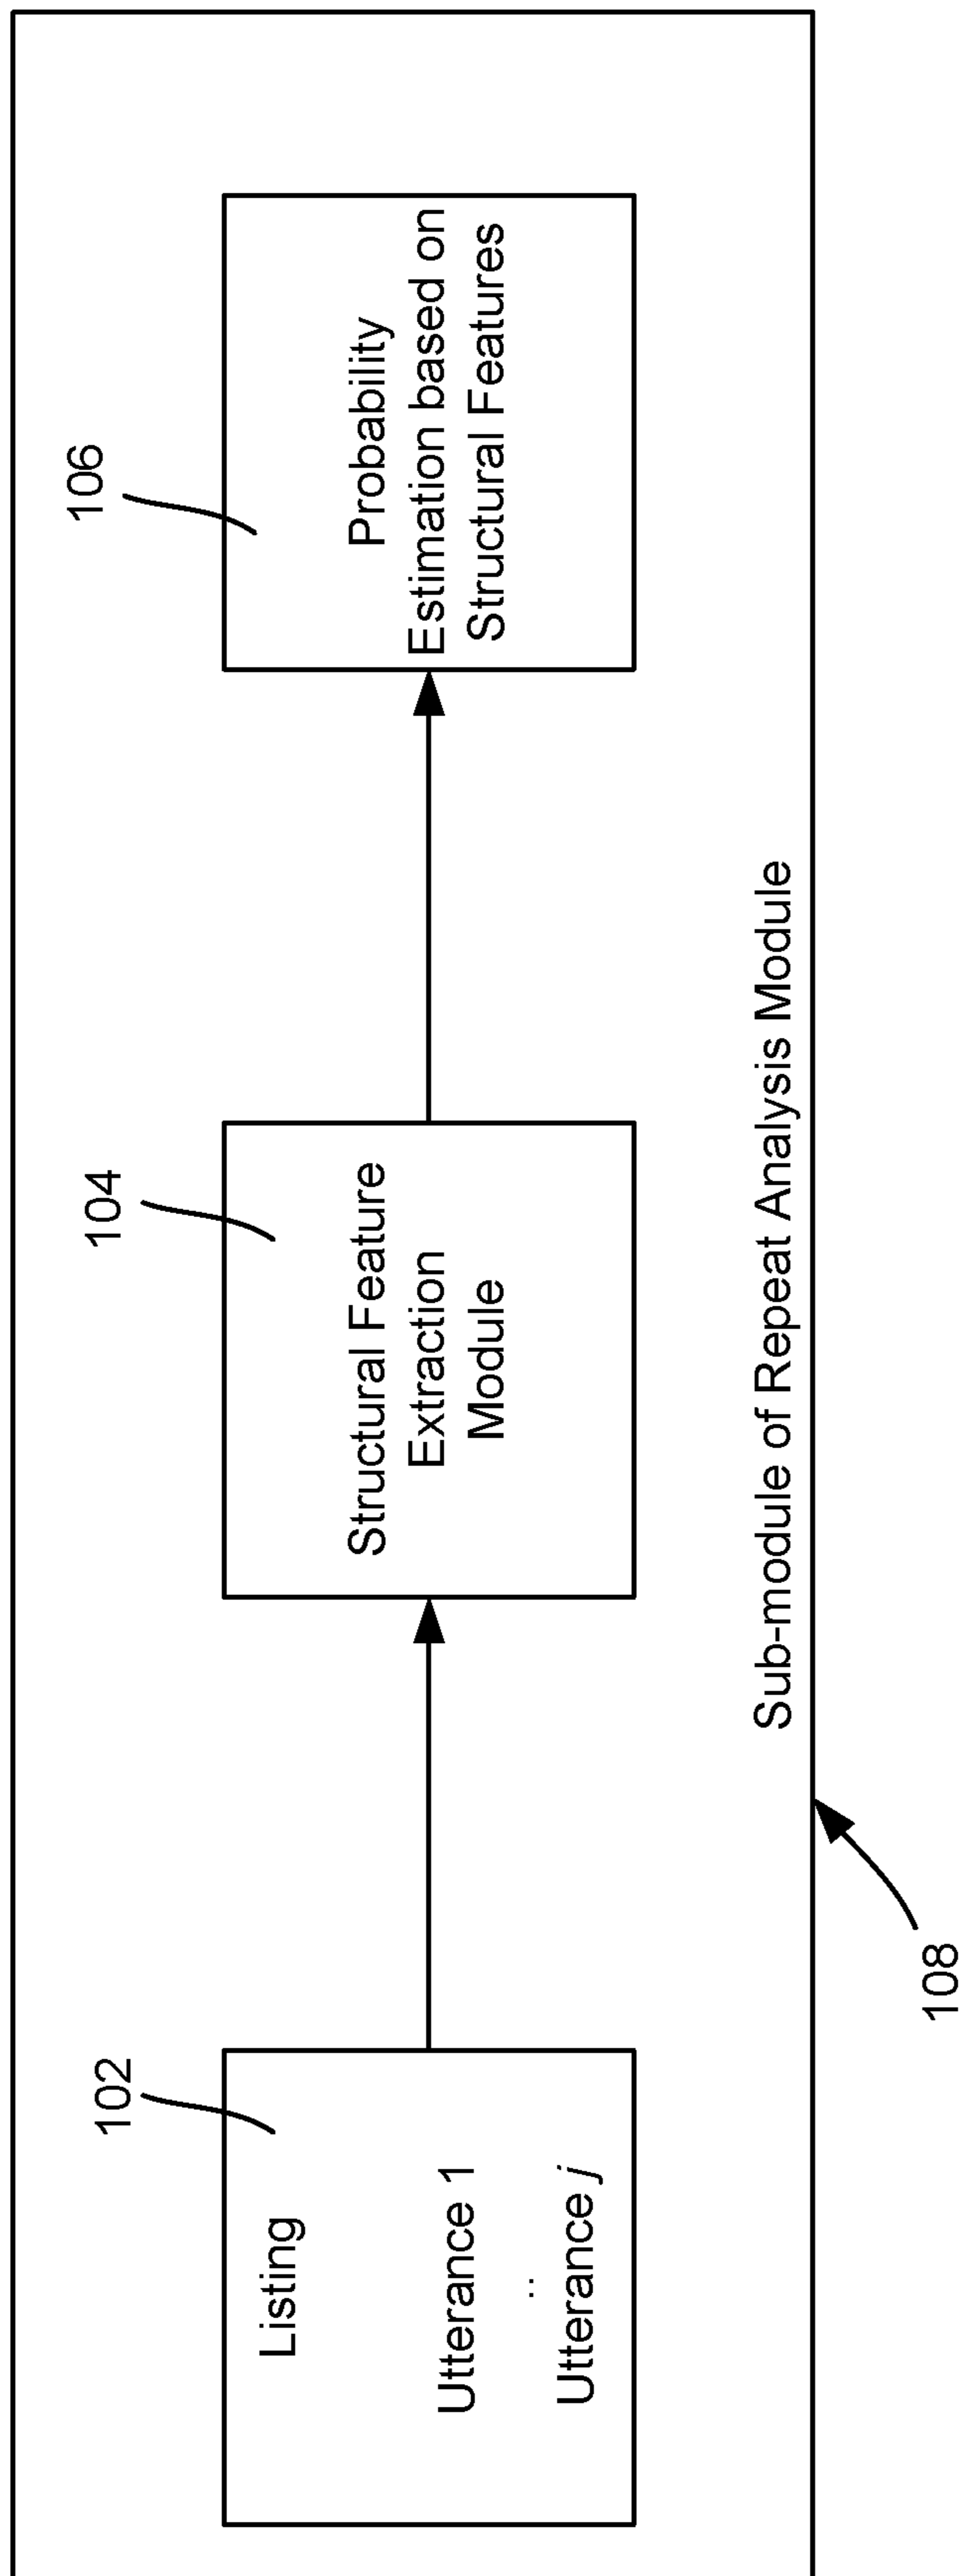 102
Listing
Utterance 1
..
Utterance j
104
Structural Feature
Extraction
Module
106
Probability
Estimation based on
Structural Features
Sub-module of Repeat Analysis Module
108